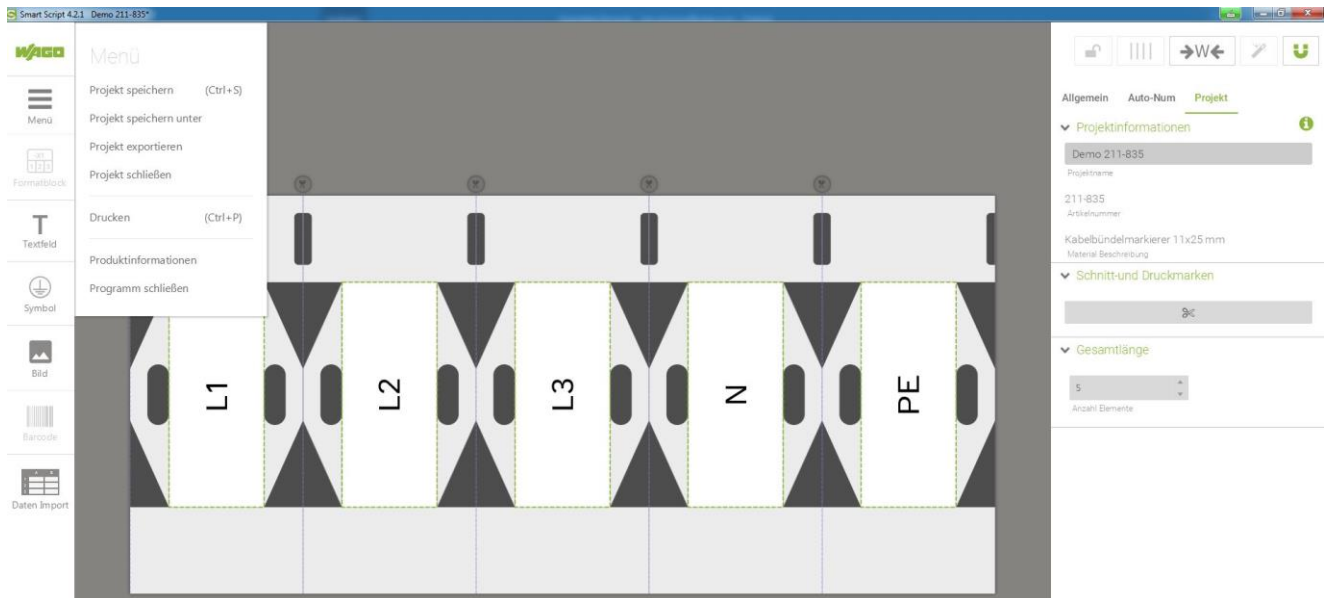 Smart Script 4.2.1 Demo 211-835*
WAGO
Menü
Formatblock
Textfeld
Symbol
Bild
Barcode
Daten Import
Menü
Projekt speichern (Ctrl+S)
Projekt speichern unter
Projekt exportieren
Projekt schließen
Drucken (Ctrl+P)
Produktinformationen
Programm schließen
L1
L2
L3
N
PE
W
Allgemein Auto-Num Projekt
Projektinformationen
Demo 211-835
Projektname
211-835
Artikelnummer
Kabelbündelmarkierer 11x25 mm
Material Beschreibung
Schnitt-und Druckmarken
Gesamtlänge
5
Anzahl Elemente